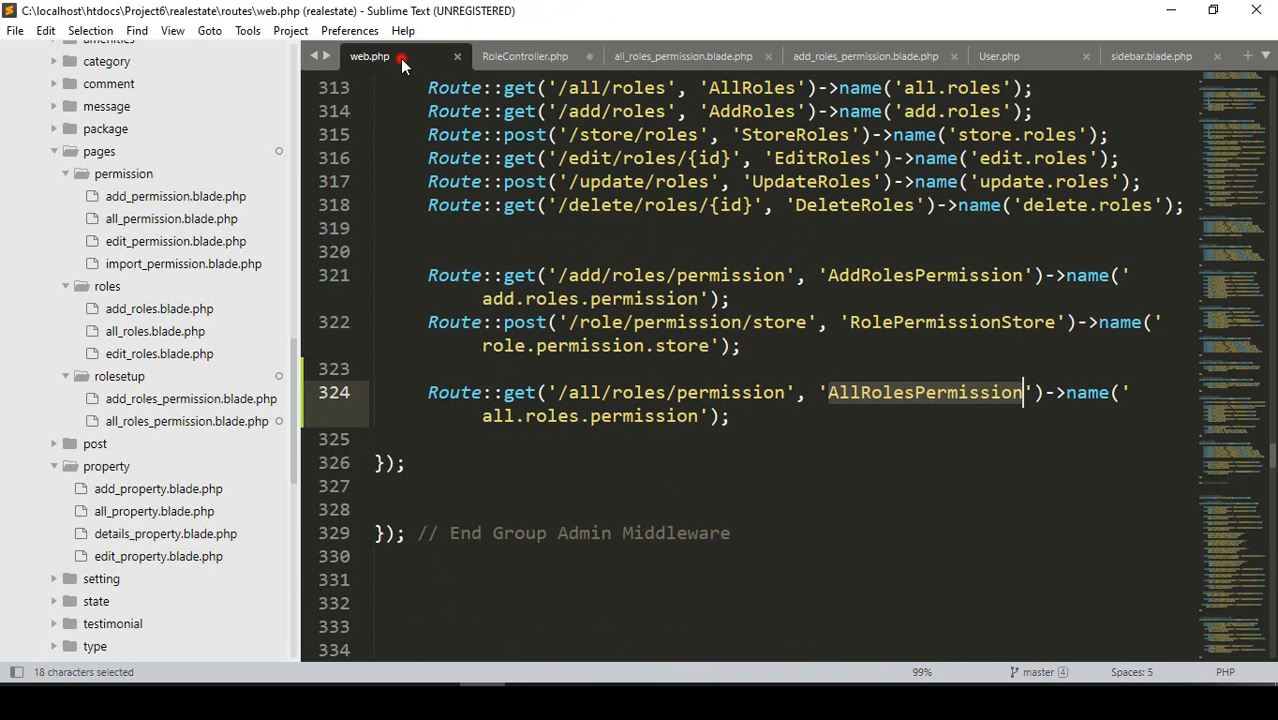 C:\localhost\htdocs\Project6\realestate\routes\web.php (realestate) - Sublime Text (UNREGISTERED)
File Edit Selection Find View Goto Tools Project Preferences Help
category
comment
message
package
pages
permission
add_permission.blade.php
all_permission.blade.php
edit_permission.blade.php
import_permission.blade.php
roles
add_roles.blade.php
all_roles.blade.php
edit_roles.blade.php
rolesetup
add_roles_permission.blade.php
all_roles_permission.blade.php
post
property
add_property.blade.php
all_property.blade.php
details_property.blade.php
edit_property.blade.php
setting
state
testimonial
type
web.php RoleController.php all_roles_permission.blade.php add_roles_permission.blade.php User.php sidebar.blade.php
313 Route::get('/all/roles', 'AllRoles')->name('all.roles');
314 Route::get('/add/roles', 'AddRoles')->name('add.roles');
315 Route::post('/store/roles', 'StoreRoles')->name('store.roles');
316 Route::get('/edit/roles/{id}', 'EditRoles')->name('edit.roles');
317 Route::post('/update/roles', 'UpdateRoles')->name('update.roles');
318 Route::get('/delete/roles/{id}', 'DeleteRoles')->name('delete.roles');
319
320
321 Route::get('/add/roles/permission', 'AddRolesPermission')->name('
add.roles.permission');
322 Route::post('/role/permission/store', 'RolePermissionStore')->name('
role.permission.store');
323
324 Route::get('/all/roles/permission', 'AllRolesPermission')->name('
all.roles.permission');
325
326 });
327
328
329 }); // End Group Admin Middleware
330
331
332
333
334
18 characters selected 99% master 4 Spaces: 5 PHP